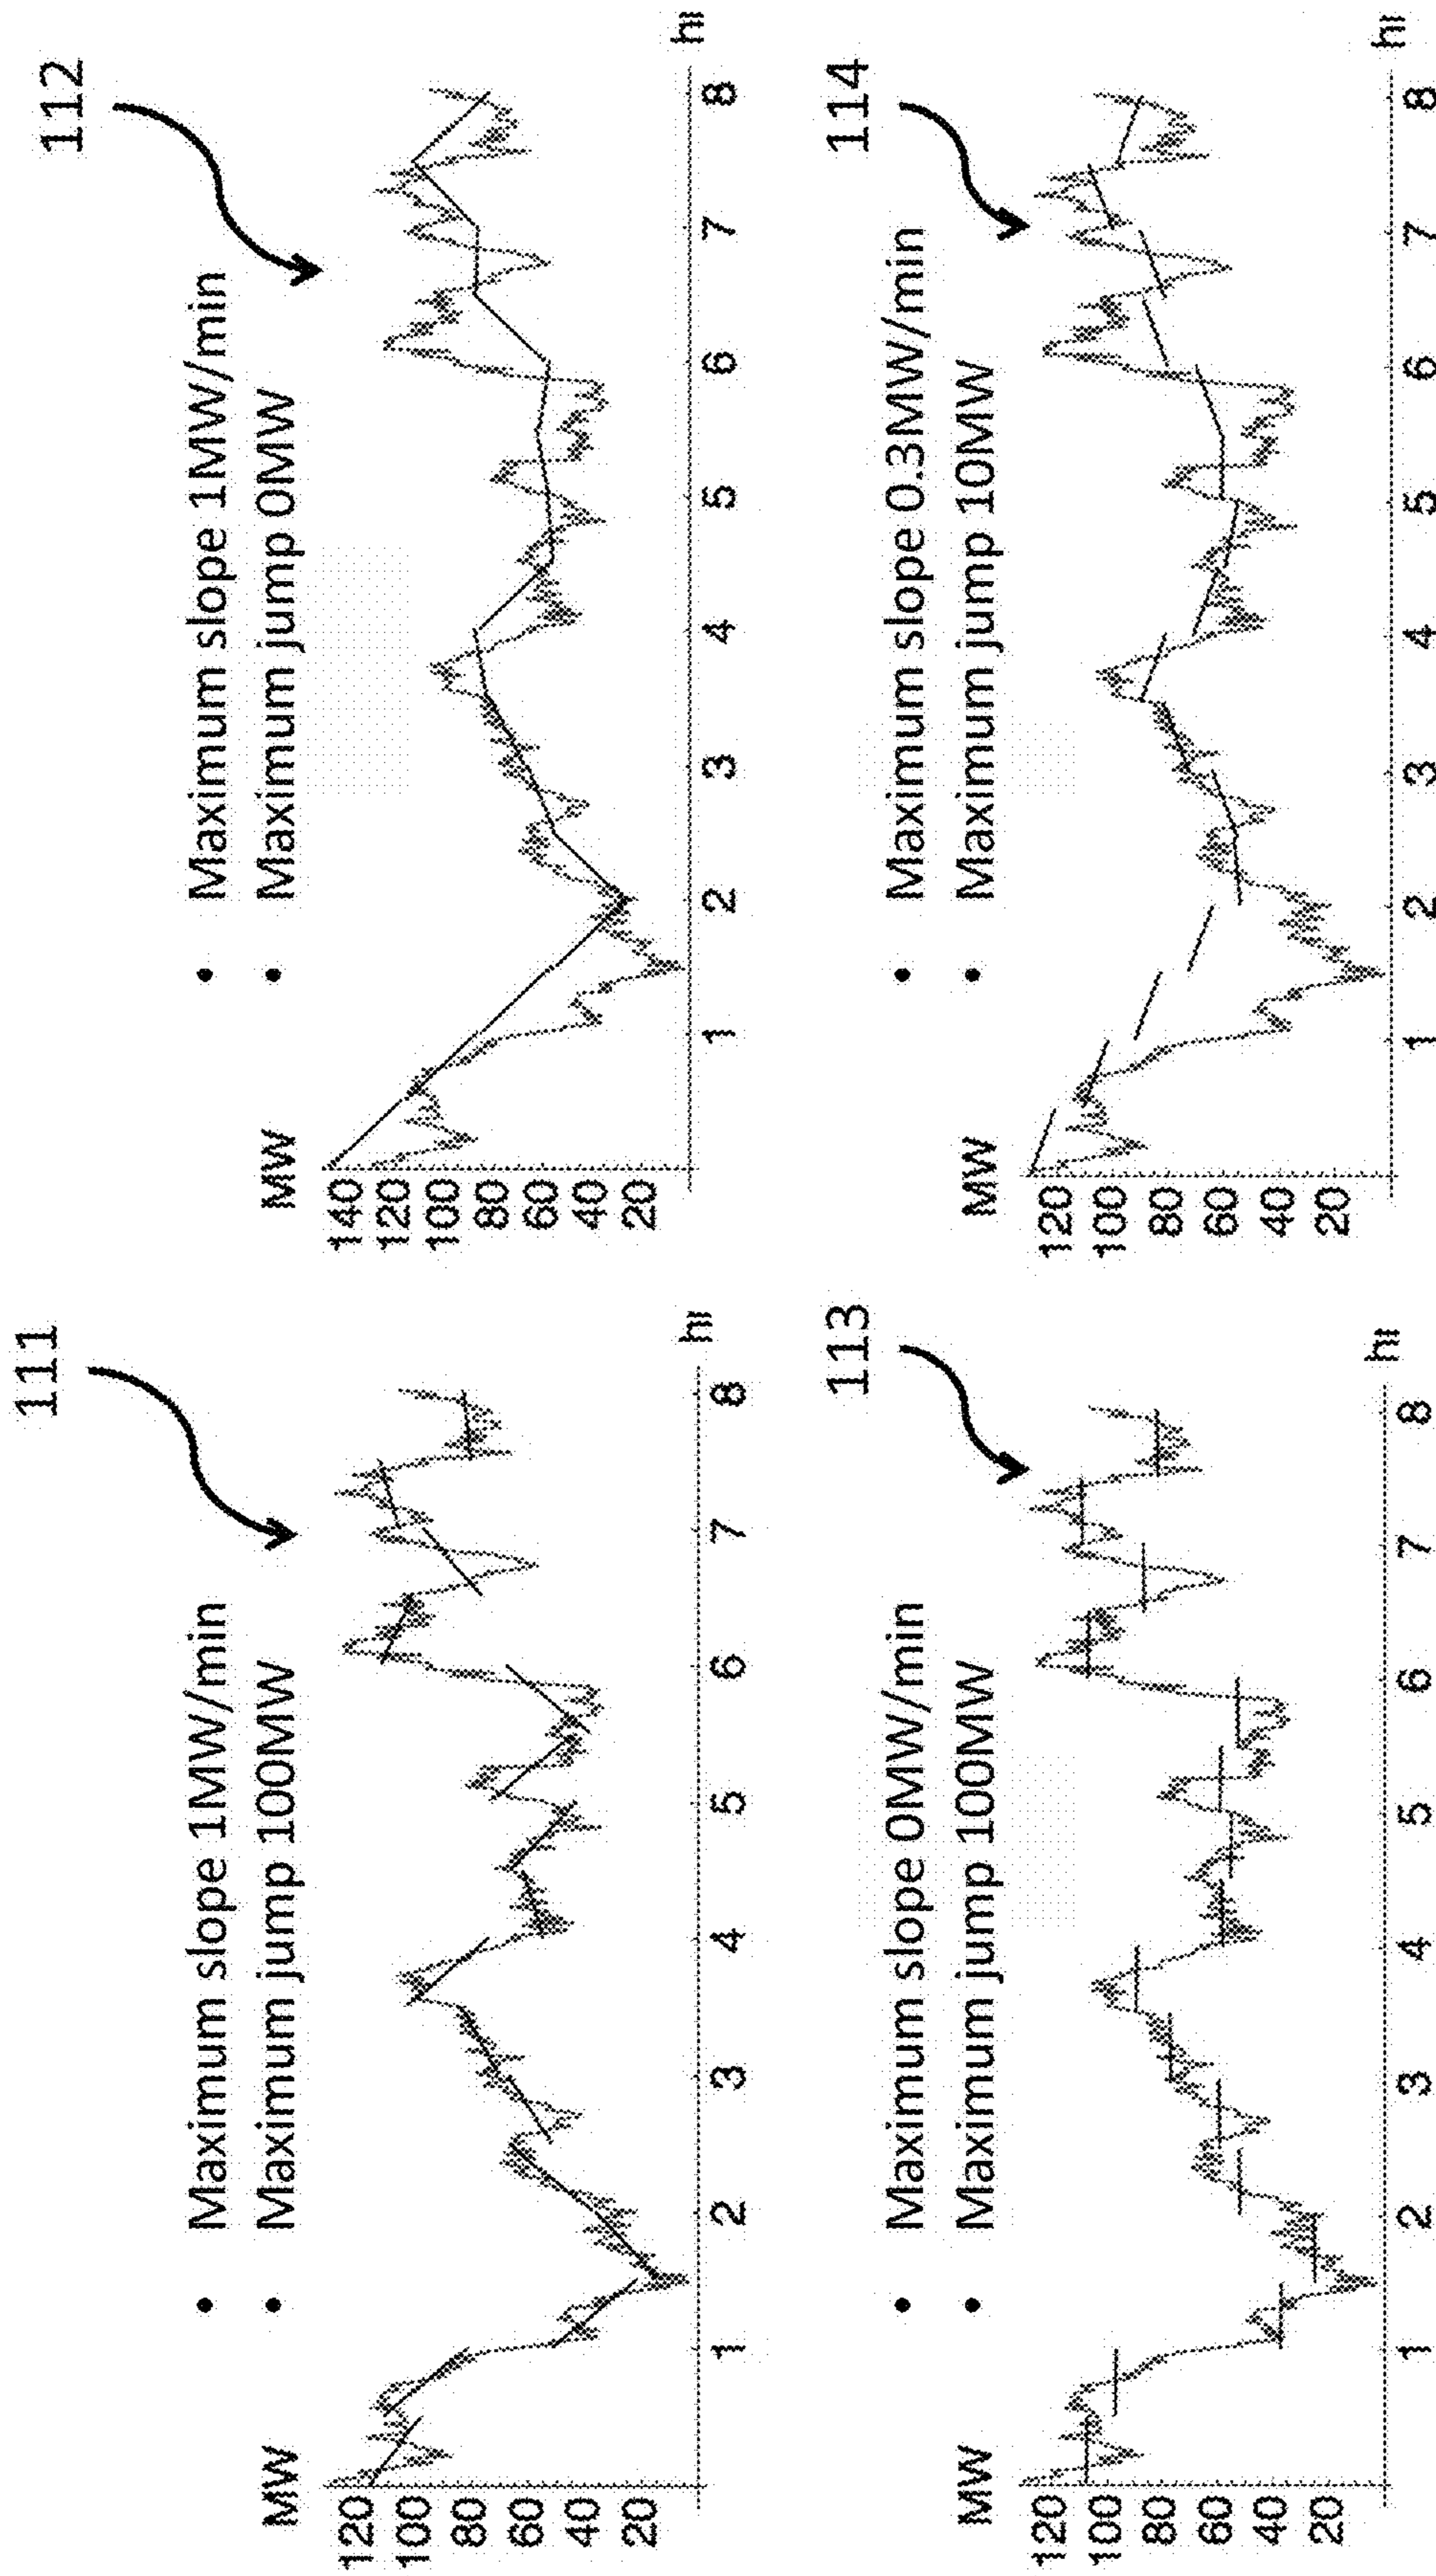 111
• Maximum slope 1MW/min
• Maximum jump 100MW
MW
120
100
80
60
40
20
1 2 3 4 5 6 7 8
hı
112
• Maximum slope 1MW/min
• Maximum jump 0MW
MW
140
120
100
80
60
40
20
1 2 3 4 5 6 7 8
hı
113
• Maximum slope 0MW/min
• Maximum jump 100MW
MW
120
100
80
60
40
20
1 2 3 4 5 6 7 8
hı
114
• Maximum slope 0.3MW/min
• Maximum jump 10MW
MW
120
100
80
60
40
20
1 2 3 4 5 6 7 8
hı